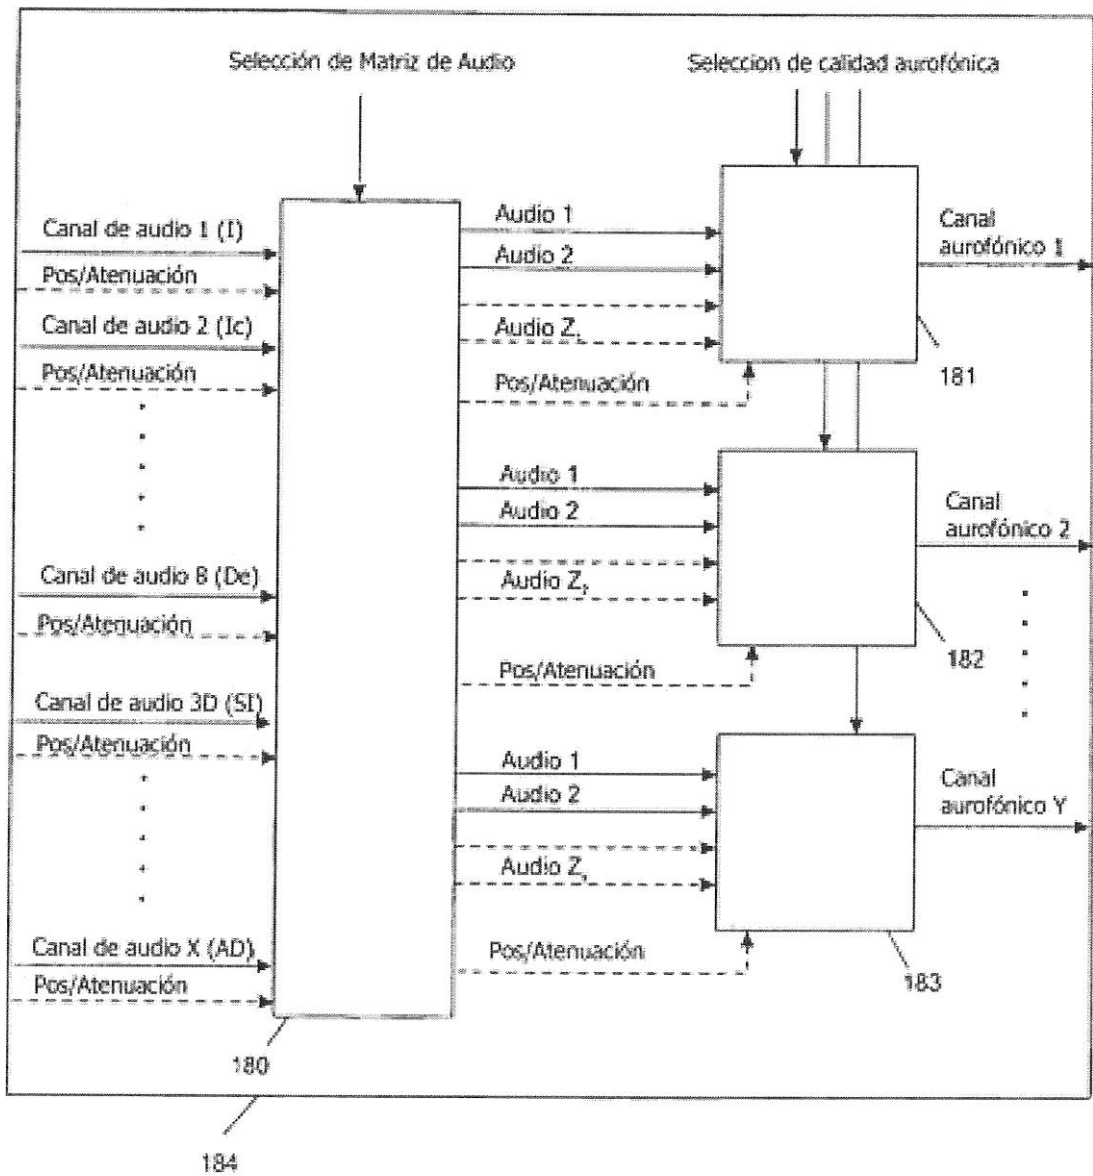 Selección de Matriz de Audio
Seleccion de calidad aurofónica
Canal de audio 1 (I)
Pos/Atenuación
Canal de audio 2 (Ic)
Pos/Atenuación
Canal de audio 8 (De)
Pos/Atenuación
Canal de audio 3D (SI)
Pos/Atenuación
Canal de audio X (AD)
Pos/Atenuación
180
184
Audio 1
Audio 2
Audio Z,
Pos/Atenuación
Audio 1
Audio 2
Audio Z,
Pos/Atenuación
Audio 1
Audio 2
Audio Z,
Pos/Atenuación
Canal
aurofónico 1
181
Canal
aurofónico 2
182
Canal
aurofónico Y
183